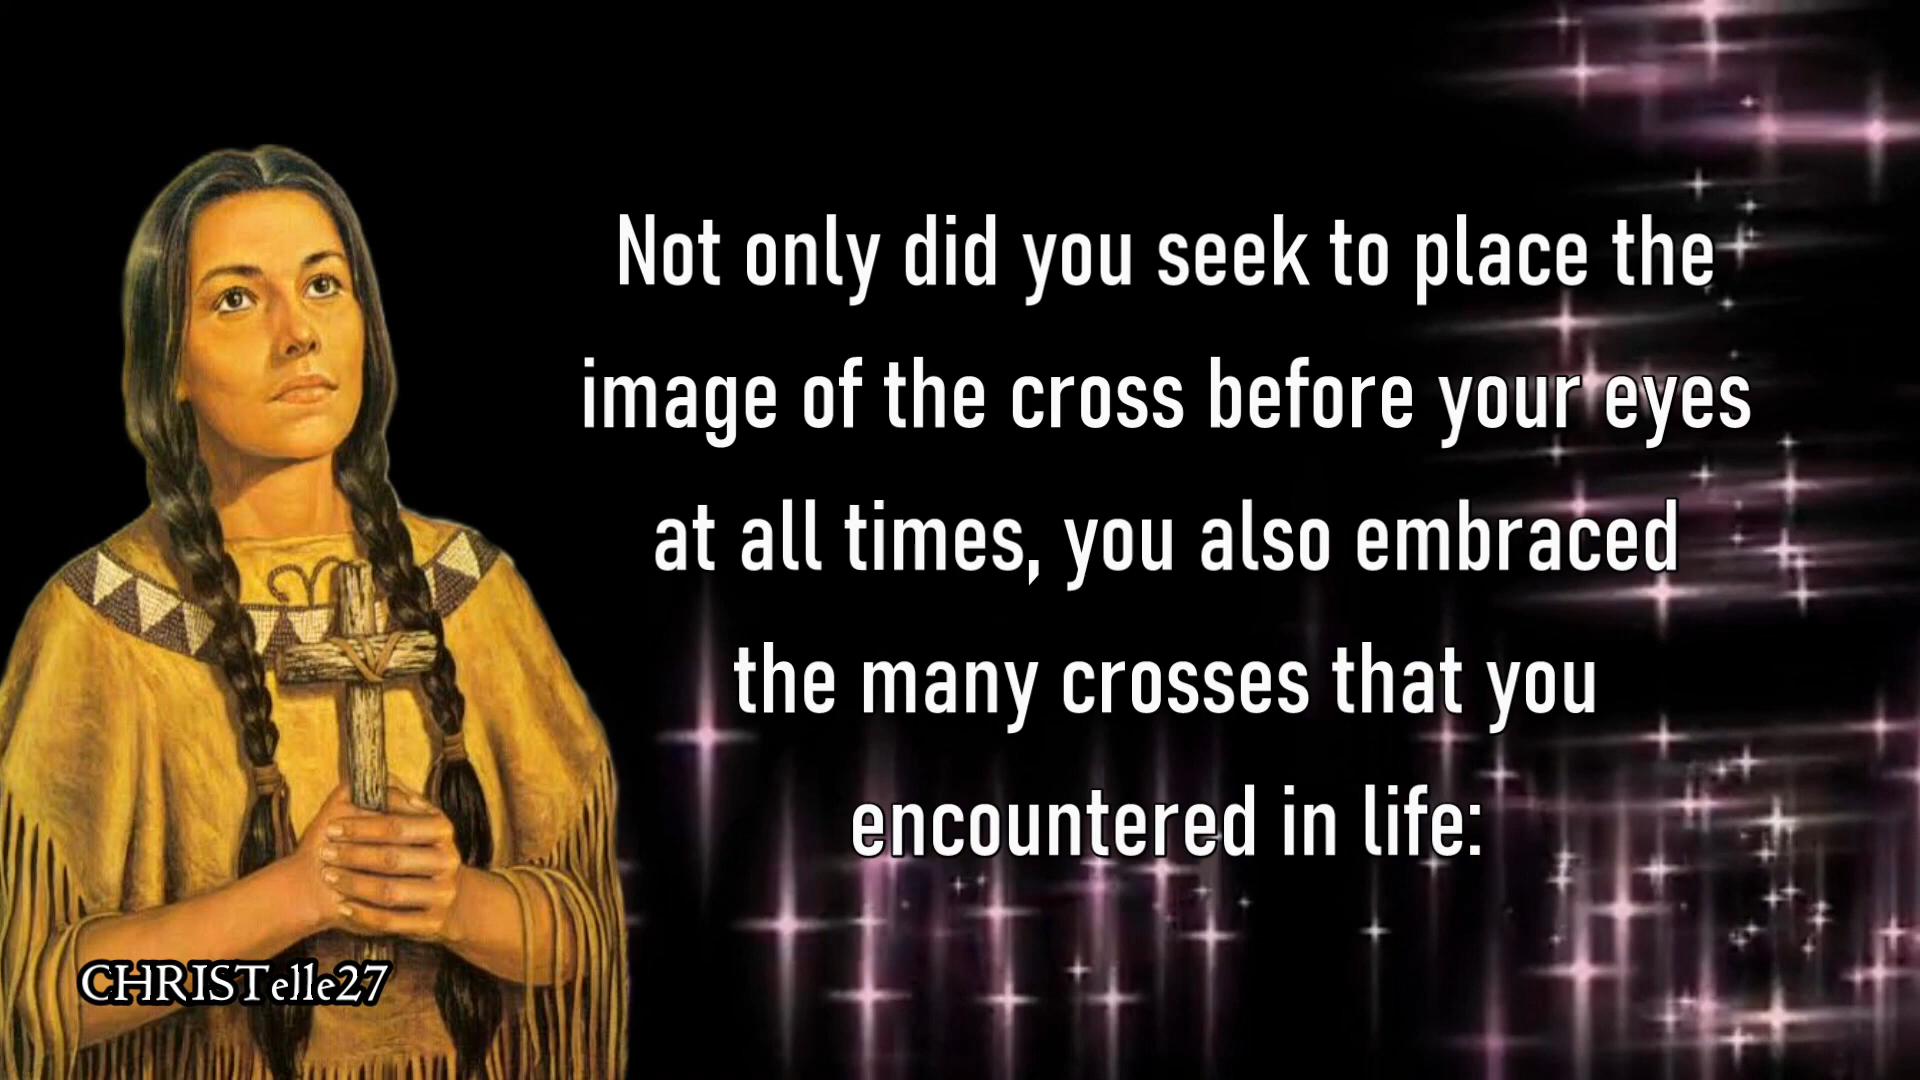 Not only did you seek to place the
image of the cross before your eyes
at all times, you also embraced
the many crosses that you
encountered in life:
CHRISTelle27